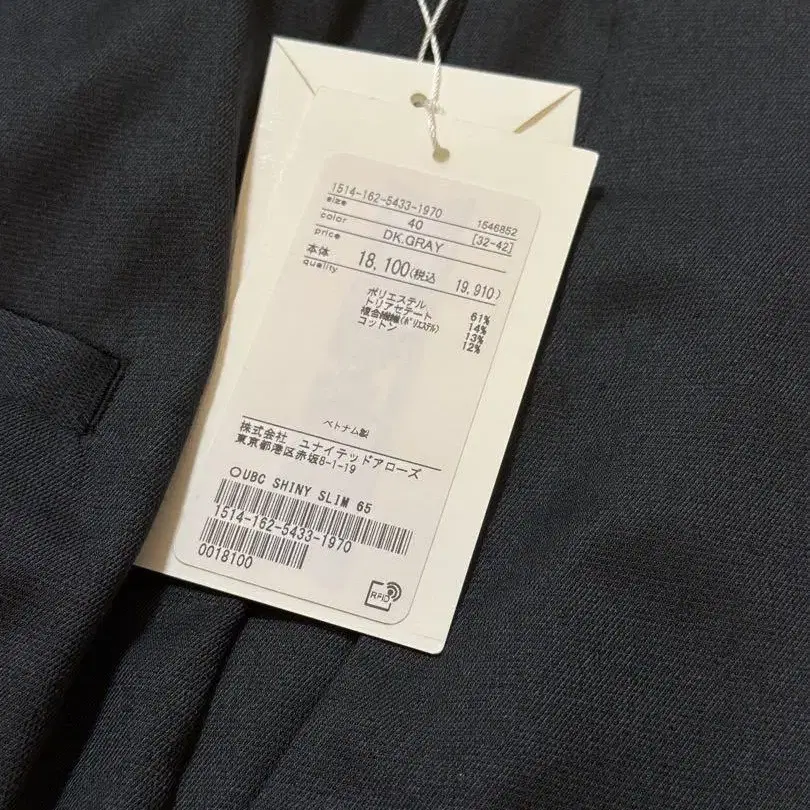 1514-162-5433-1970
size 40 1546852
color DK.GRAY [32-42]
price
本体 18,100(税込 19,910)
quality
ポリエステル 61%
トリアセテート 14%
複合繊維(ポリエステル) 13%
コットン 12%
ベトナム製
株式会社 ユナイテッドアローズ
東京都港区赤坂8-1-19
○UBC SHINY SLIM 65
1514-162-5433-1970
0018100
RFID